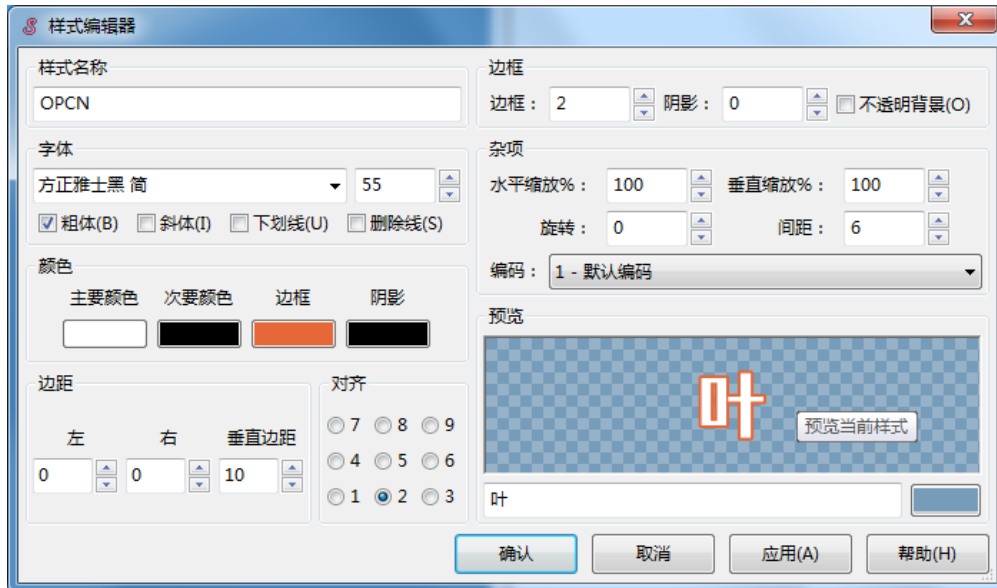 样式编辑器
样式名称
OPCN
字体
方正雅士黑 简 55
粗体(B) 斜体(I) 下划线(U) 删除线(S)
颜色
主要颜色 次要颜色 边框 阴影
边距
左 右 垂直边距
0 0 10
对齐
7 8 9
4 5 6
1 2 3
边框
边框： 2 阴影： 0 不透明背景(O)
杂项
水平缩放%： 100 垂直缩放%： 100
旋转： 0 间距： 6
编码： 1 - 默认编码
预览
叶
预览当前样式
叶
确认 取消 应用(A) 帮助(H)